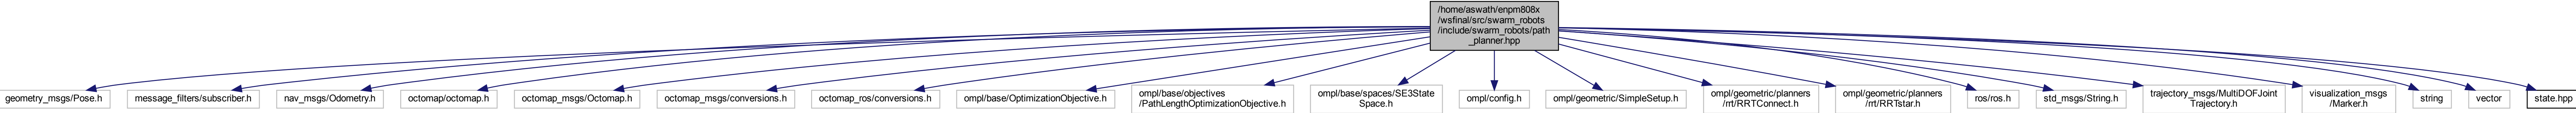 /home/aswath/enpm808x
/wsfinal/src/swarm_robots
/include/swarm_robots/path
_planner.hpp
geometry_msgs/Pose.h
message_filters/subscriber.h
nav_msgs/Odometry.h
octomap/octomap.h
octomap_msgs/Octomap.h
octomap_msgs/conversions.h
octomap_ros/conversions.h
ompl/base/OptimizationObjective.h
ompl/base/objectives
/PathLengthOptimizationObjective.h
ompl/base/spaces/SE3State
Space.h
ompl/config.h
ompl/geometric/SimpleSetup.h
ompl/geometric/planners
/rrt/RRTConnect.h
ompl/geometric/planners
/rrt/RRTstar.h
ros/ros.h
std_msgs/String.h
trajectory_msgs/MultiDOFJoint
Trajectory.h
visualization_msgs
/Marker.h
string
vector
state.hpp